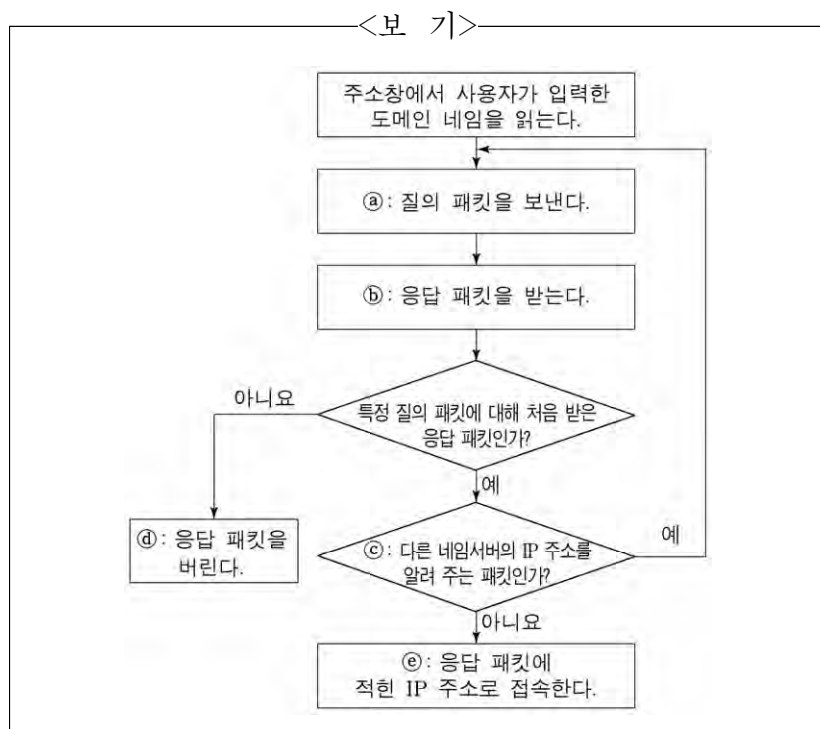 <보 기>
주소창에서 사용자가 입력한
도메인 네임을 읽는다.
ⓐ: 질의 패킷을 보낸다.
ⓑ: 응답 패킷을 받는다.
아니요
특정 질의 패킷에 대해 처음 받은
응답 패킷인가?
예
ⓓ: 응답 패킷을
버린다.
ⓒ: 다른 네임서버의 IP 주소를
알려 주는 패킷인가?
예
아니요
ⓔ: 응답 패킷에
적힌 IP 주소로 접속한다.